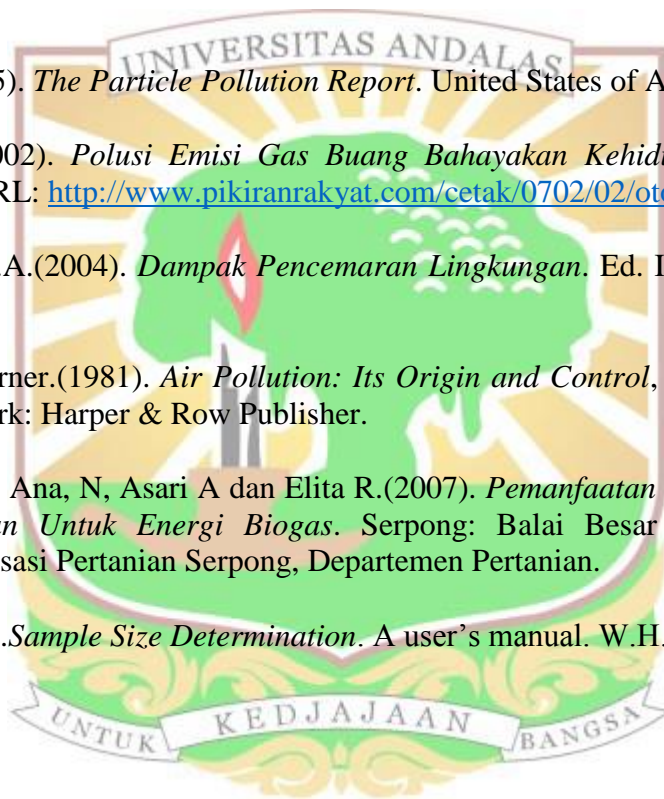 UNIVERSITAS ANDALAS
5). The Particle Pollution Report. United States of A
002). Polusi Emisi Gas Buang Bahayakan Kehidu
RL: http://www.pikiranrakyat.com/cetak/0702/02/oto
.A.(2004). Dampak Pencemaran Lingkungan. Ed. I
rner.(1981). Air Pollution: Its Origin and Control,
rk: Harper & Row Publisher.
Ana, N, Asari A dan Elita R.(2007). Pemanfaatan
n Untuk Energi Biogas. Serpong: Balai Besar
sasi Pertanian Serpong, Departemen Pertanian.
.Sample Size Determination. A user's manual. W.H.
UNTUK KEDJAJAAN BANGSA